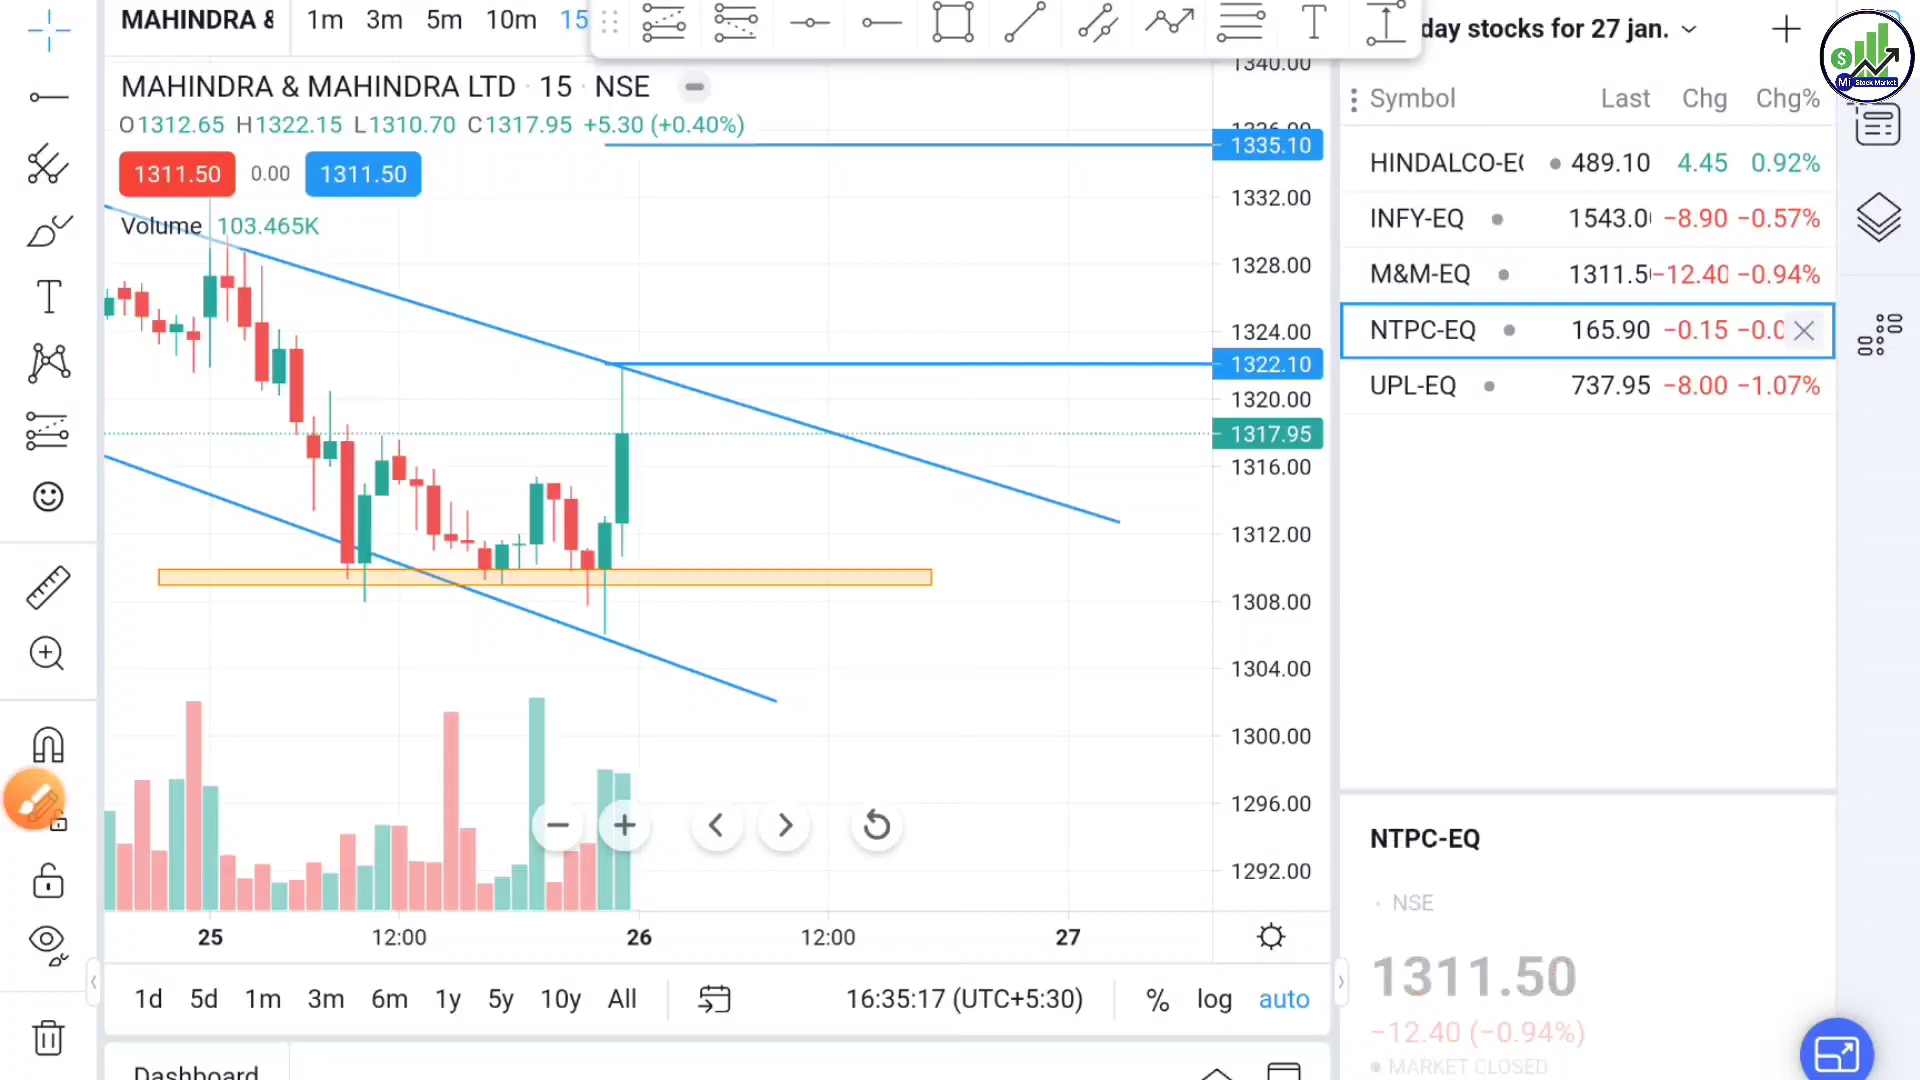 MAHINDRA &
1m 3m 5m 10m 15
T
day stocks for 27 jan.
$
Mi Stock Market
MAHINDRA & MAHINDRA LTD · 15 · NSE
O1312.65 H1322.15 L1310.70 C1317.95 +5.30 (+0.40%)
1311.50 0.00 1311.50
Volume 103.465K
1340.00
1335.10
1332.00
1328.00
1324.00
1322.10
1320.00
1317.95
1316.00
1312.00
1308.00
1304.00
1300.00
1296.00
1292.00
25 12:00 26 12:00 27
1d 5d 1m 3m 6m 1y 5y 10y All
16:35:17 (UTC+5:30) % log auto
Dashboard
Symbol Last Chg Chg%
HINDALCO-E 489.10 4.45 0.92%
INFY-EQ 1543.0 −8.90 −0.57%
M&M-EQ 1311.5 −12.40 −0.94%
NTPC-EQ 165.90 −0.15 −0.0
UPL-EQ 737.95 −8.00 −1.07%
NTPC-EQ
· NSE
1311.50
−12.40 (−0.94%)
MARKET CLOSED
T